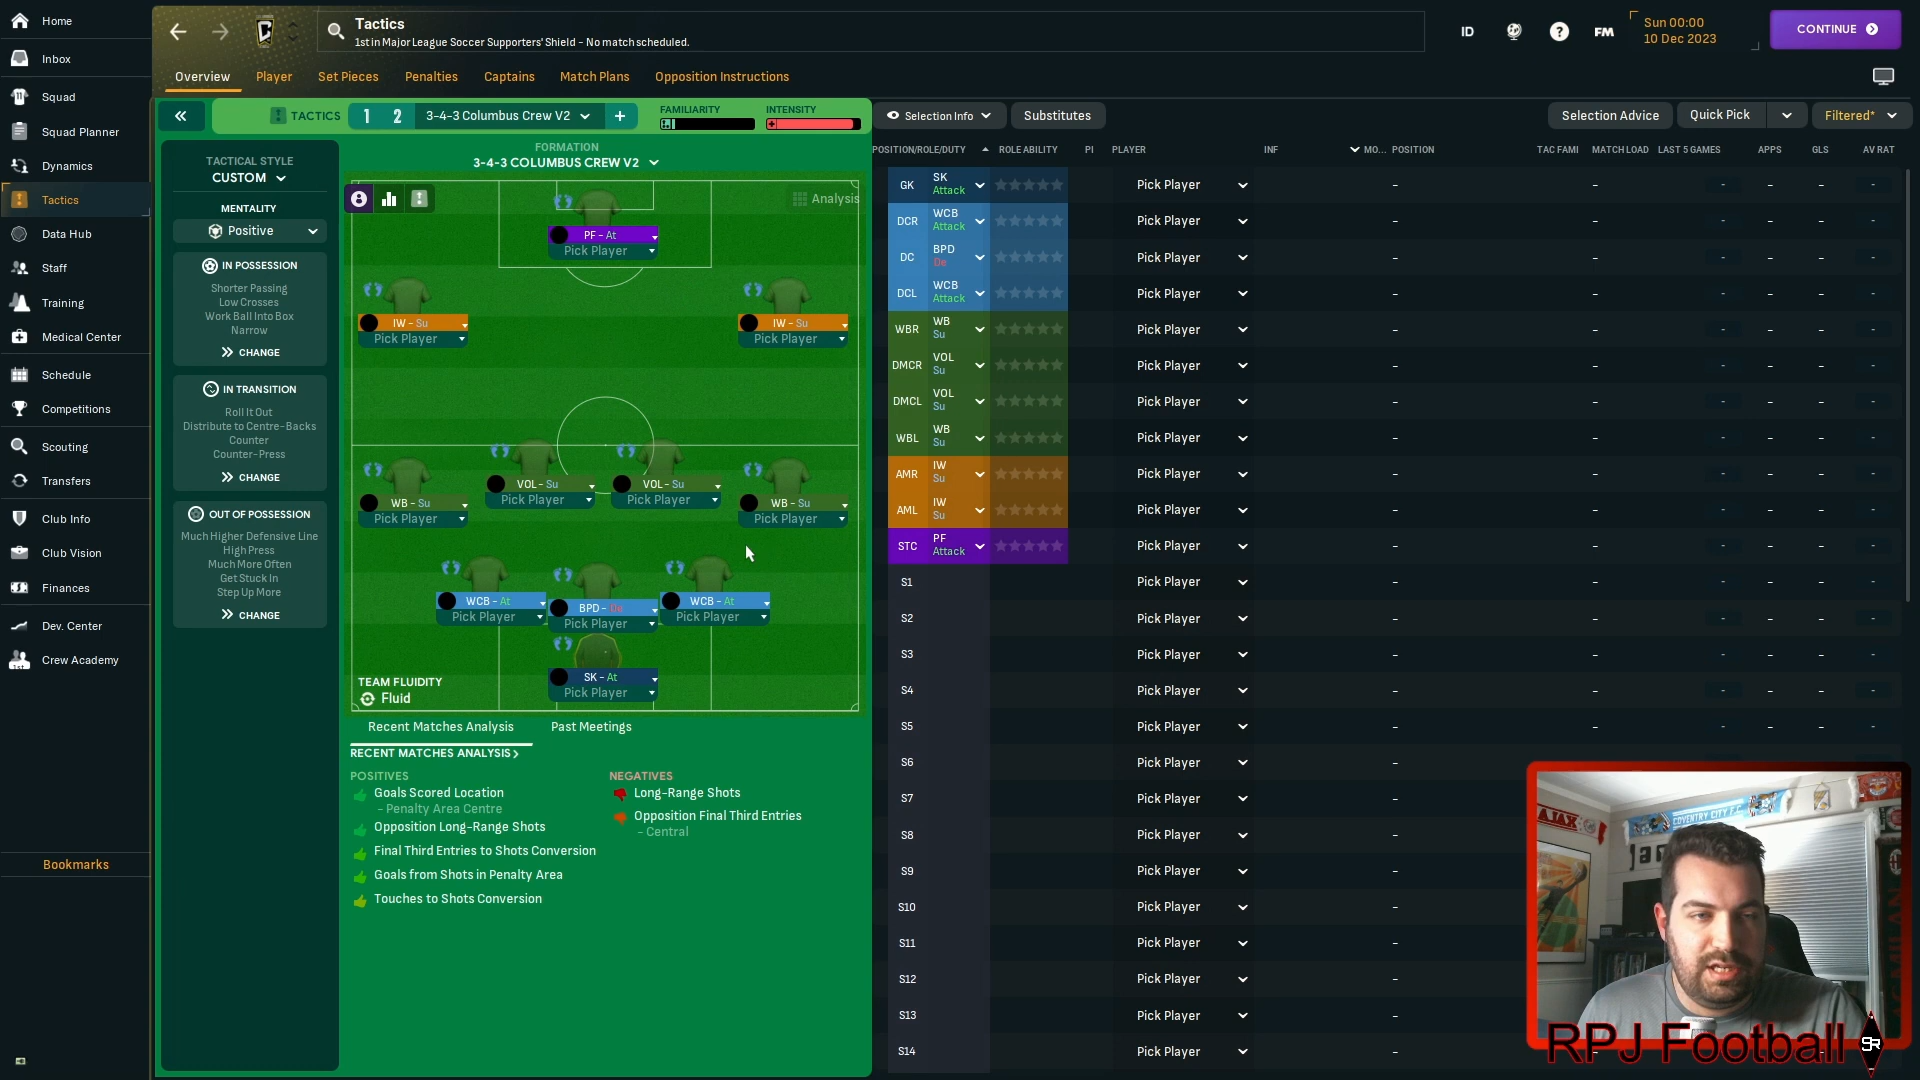 Home
Inbox
Squad
Squad Planner
Dynamics
Tactics
Data Hub
Staff
Training
Medical Center
Schedule
Competitions
Scouting
Transfers
Club Info
Club Vision
Finances
Dev. Center
Crew Academy
Bookmarks
Tactics
1st in Major League Soccer Supporters' Shield - No match scheduled.
ID
FM
Sun 00:00
10 Dec 2023
CONTINUE
Overview Player Set Pieces Penalties Captains Match Plans Opposition Instructions
TACTICS 1 2 3-4-3 Columbus Crew V2 +
FAMILIARITY
INTENSITY
TACTICAL STYLE
CUSTOM
MENTALITY
Positive
IN POSSESSION
Shorter Passing
Low Crosses
Work Ball Into Box
Narrow
CHANGE
IN TRANSITION
Roll It Out
Distribute to Centre-Backs
Counter
Counter-Press
CHANGE
OUT OF POSSESSION
Much Higher Defensive Line
High Press
Much More Often
Get Stuck In
Step Up More
CHANGE
FORMATION
3-4-3 COLUMBUS CREW V2
Analysis
PF - At
Pick Player
IW - Su
Pick Player
IW - Su
Pick Player
WB - Su
Pick Player
VOL - Su
Pick Player
VOL - Su
Pick Player
WB - Su
Pick Player
WCB - At
Pick Player
BPD - De
Pick Player
WCB - At
Pick Player
SK - At
Pick Player
TEAM FLUIDITY
Fluid
Recent Matches Analysis Past Meetings
RECENT MATCHES ANALYSIS >
POSITIVES
Goals Scored Location
- Penalty Area Centre
Opposition Long-Range Shots
Final Third Entries to Shots Conversion
Goals from Shots in Penalty Area
Touches to Shots Conversion
NEGATIVES
Long-Range Shots
Opposition Final Third Entries
- Central
Selection Info Substitutes Selection Advice Quick Pick Filtered*
POSITION/ROLE/DUTY ROLE ABILITY PI PLAYER INF MO... POSITION TAC FAMI MATCH LOAD LAST 5 GAMES APPS GLS AV RAT
GK SK Attack Pick Player - - - - - -
DCR WCB Attack Pick Player - - - - - -
DC BPD De Pick Player - - - - - -
DCL WCB Attack Pick Player - - - - - -
WBR WB Su Pick Player - - - - - -
DMCR VOL Su Pick Player - - - - - -
DMCL VOL Su Pick Player - - - - - -
WBL WB Su Pick Player - - - - - -
AMR IW Su Pick Player - - - - - -
AML IW Su Pick Player - - - - - -
STC PF Attack Pick Player - - - - - -
S1 Pick Player - - - - - -
S2 Pick Player - - - - - -
S3 Pick Player - - - - - -
S4 Pick Player - - - - - -
S5 Pick Player - - - - - -
S6 Pick Player -
S7 Pick Player -
S8 Pick Player -
S9 Pick Player -
S10 Pick Player -
S11 Pick Player -
S12 Pick Player -
S13 Pick Player -
S14 Pick Player -
AJAX
COVENTRY CITY F.C.
RPJ Football